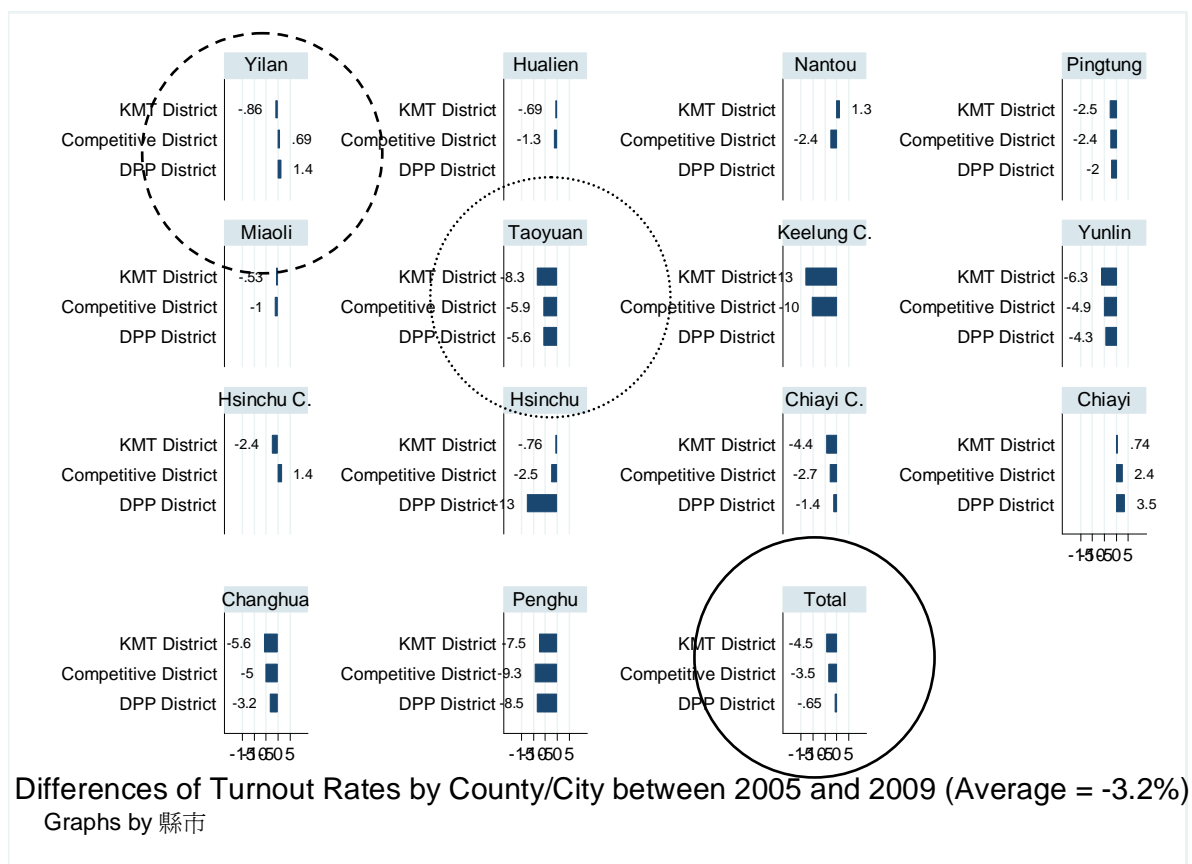 Yilan
KMT District -.86
Competitive District .69
DPP District 1.4
Hualien
KMT District -.69
Competitive District -1.3
DPP District
Nantou
KMT District 1.3
Competitive District -2.4
DPP District
Pingtung
KMT District -2.5
Competitive District -2.4
DPP District -2
Miaoli
KMT District -.53
Competitive District -1
DPP District
Taoyuan
KMT District -8.3
Competitive District -5.9
DPP District -5.6
Keelung C.
KMT District -13
Competitive District -10
DPP District
Yunlin
KMT District -6.3
Competitive District -4.9
DPP District -4.3
Hsinchu C.
KMT District -2.4
Competitive District 1.4
DPP District
Hsinchu
KMT District -.76
Competitive District -2.5
DPP District -13
Chiayi C.
KMT District -4.4
Competitive District -2.7
DPP District -1.4
Chiayi
KMT District .74
Competitive District 2.4
DPP District 3.5
-15-10-5 0 5
Changhua
KMT District -5.6
Competitive District -5
DPP District -3.2
-15-10-5 0 5
Penghu
KMT District -7.5
Competitive District -9.3
DPP District -8.5
-15-10-5 0 5
Total
KMT District -4.5
Competitive District -3.5
DPP District -.65
-15-10-5 0 5
Differences of Turnout Rates by County/City between 2005 and 2009 (Average = -3.2%)
Graphs by 縣市